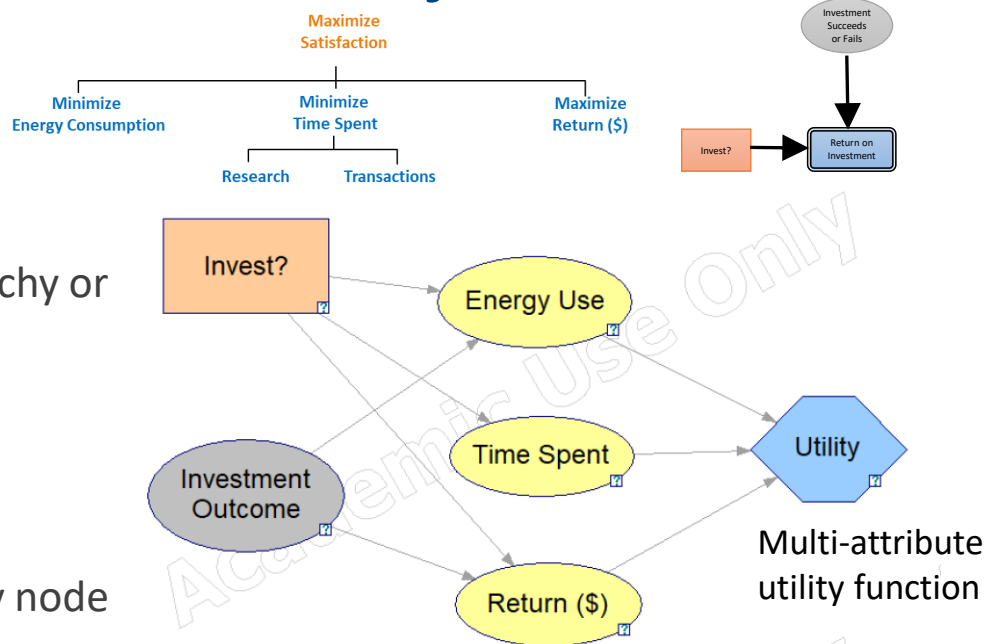 Maximize
Satisfaction
Minimize
Energy Consumption
Minimize
Time Spent
Maximize
Return ($)
Research
Transactions
Investment
Succeeds
or Fails
Invest?
Return on
Investment
chy or
Invest?
?
Energy Use
?
Time Spent
?
Utility
?
Investment
Outcome
?
Return ($)
?
Multi-attribute
utility function
node
Academic Use Only